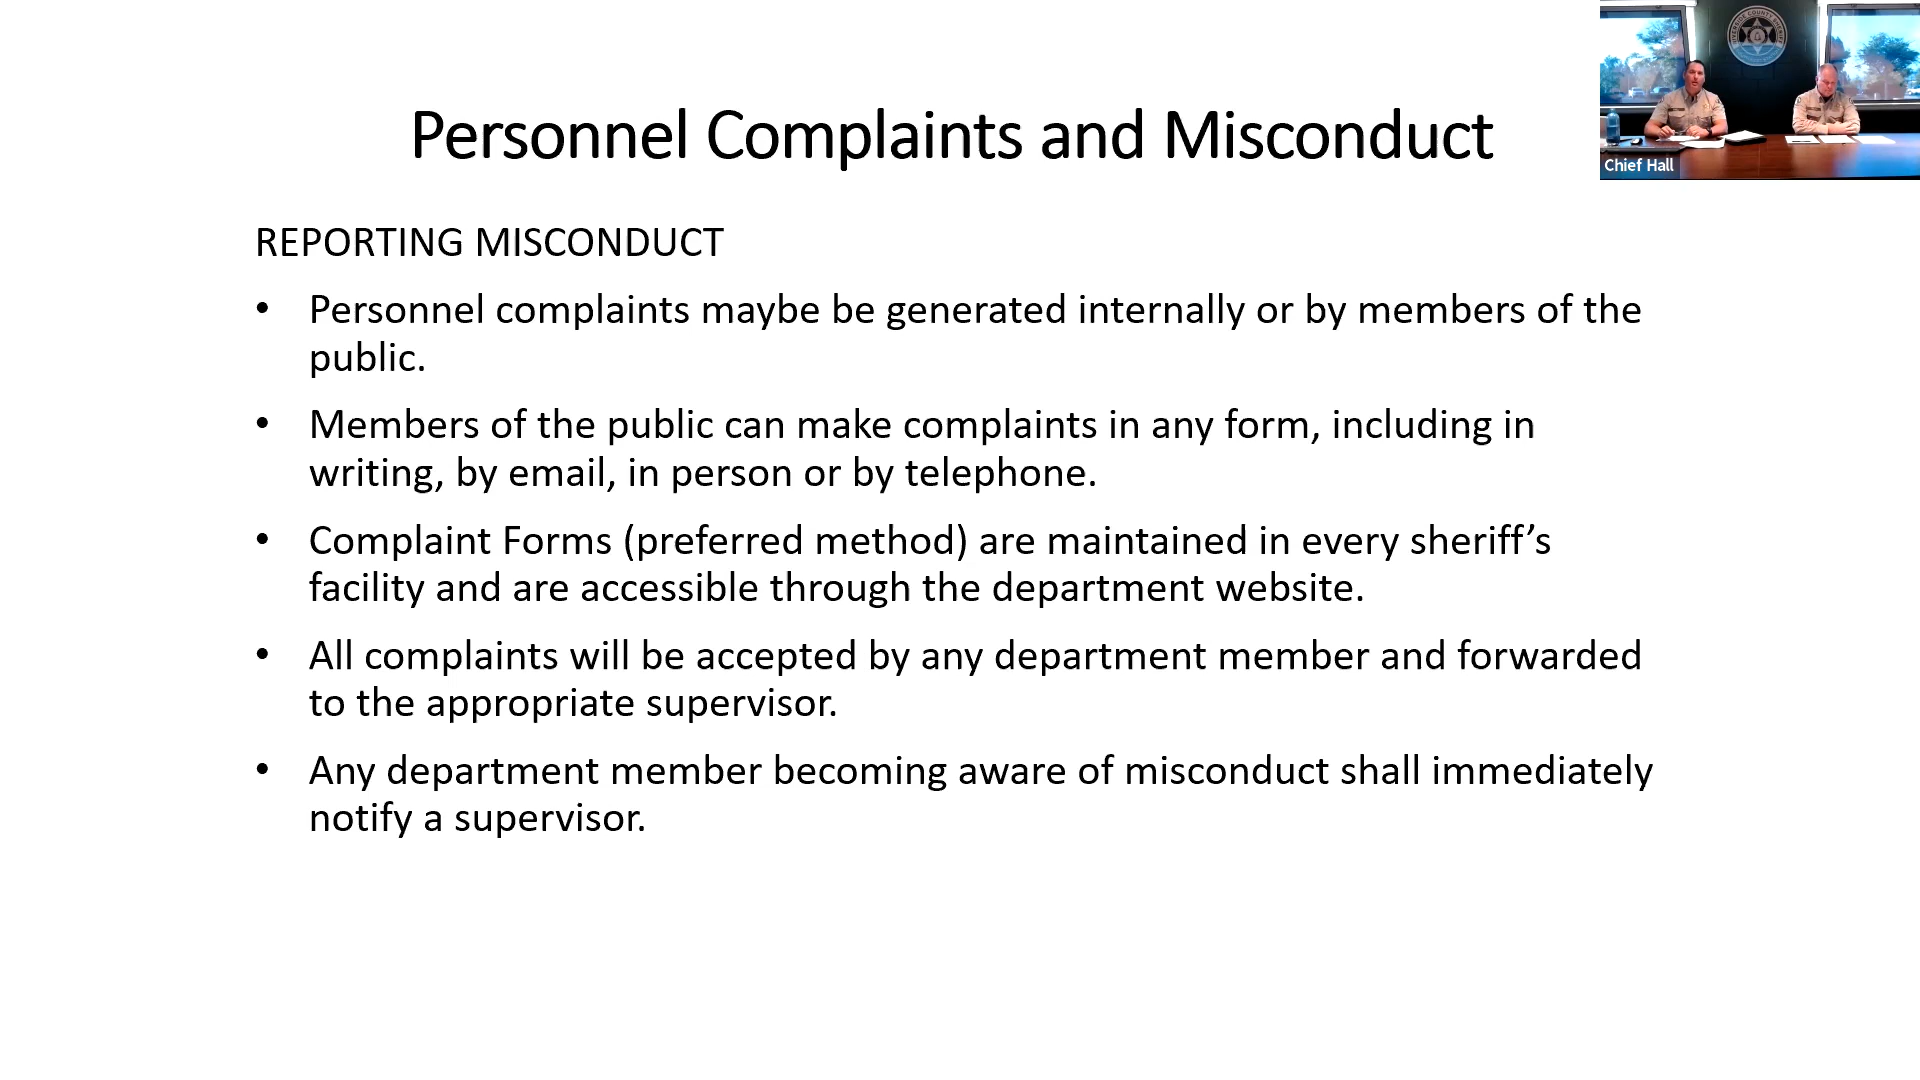 Personnel Complaints and Misconduct
Chief Hall
REPORTING MISCONDUCT
• Personnel complaints maybe be generated internally or by members of the
public.
• Members of the public can make complaints in any form, including in
writing, by email, in person or by telephone.
• Complaint Forms (preferred method) are maintained in every sheriff’s
facility and are accessible through the department website.
• All complaints will be accepted by any department member and forwarded
to the appropriate supervisor.
• Any department member becoming aware of misconduct shall immediately
notify a supervisor.